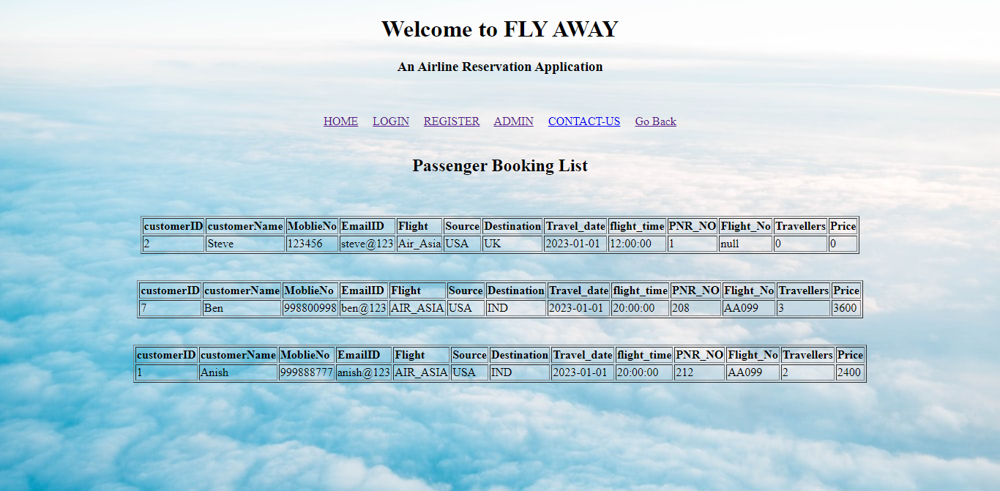 Welcome to FLY AWAY
An Airline Reservation Application
HOME LOGIN REGISTER ADMIN CONTACT-US Go Back
Passenger Booking List
customerID customerName MoblieNo EmailID Flight Source Destination Travel_date flight_time PNR_NO Flight_No Travellers Price
2 Steve 123456 steve@123 Air_Asia USA UK 2023-01-01 12:00:00 1 null 0 0
customerID customerName MoblieNo EmailID Flight Source Destination Travel_date flight_time PNR_NO Flight_No Travellers Price
7 Ben 998800998 ben@123 AIR_ASIA USA IND 2023-01-01 20:00:00 208 AA099 3 3600
customerID customerName MoblieNo EmailID Flight Source Destination Travel_date flight_time PNR_NO Flight_No Travellers Price
1 Anish 999888777 anish@123 AIR_ASIA USA IND 2023-01-01 20:00:00 212 AA099 2 2400